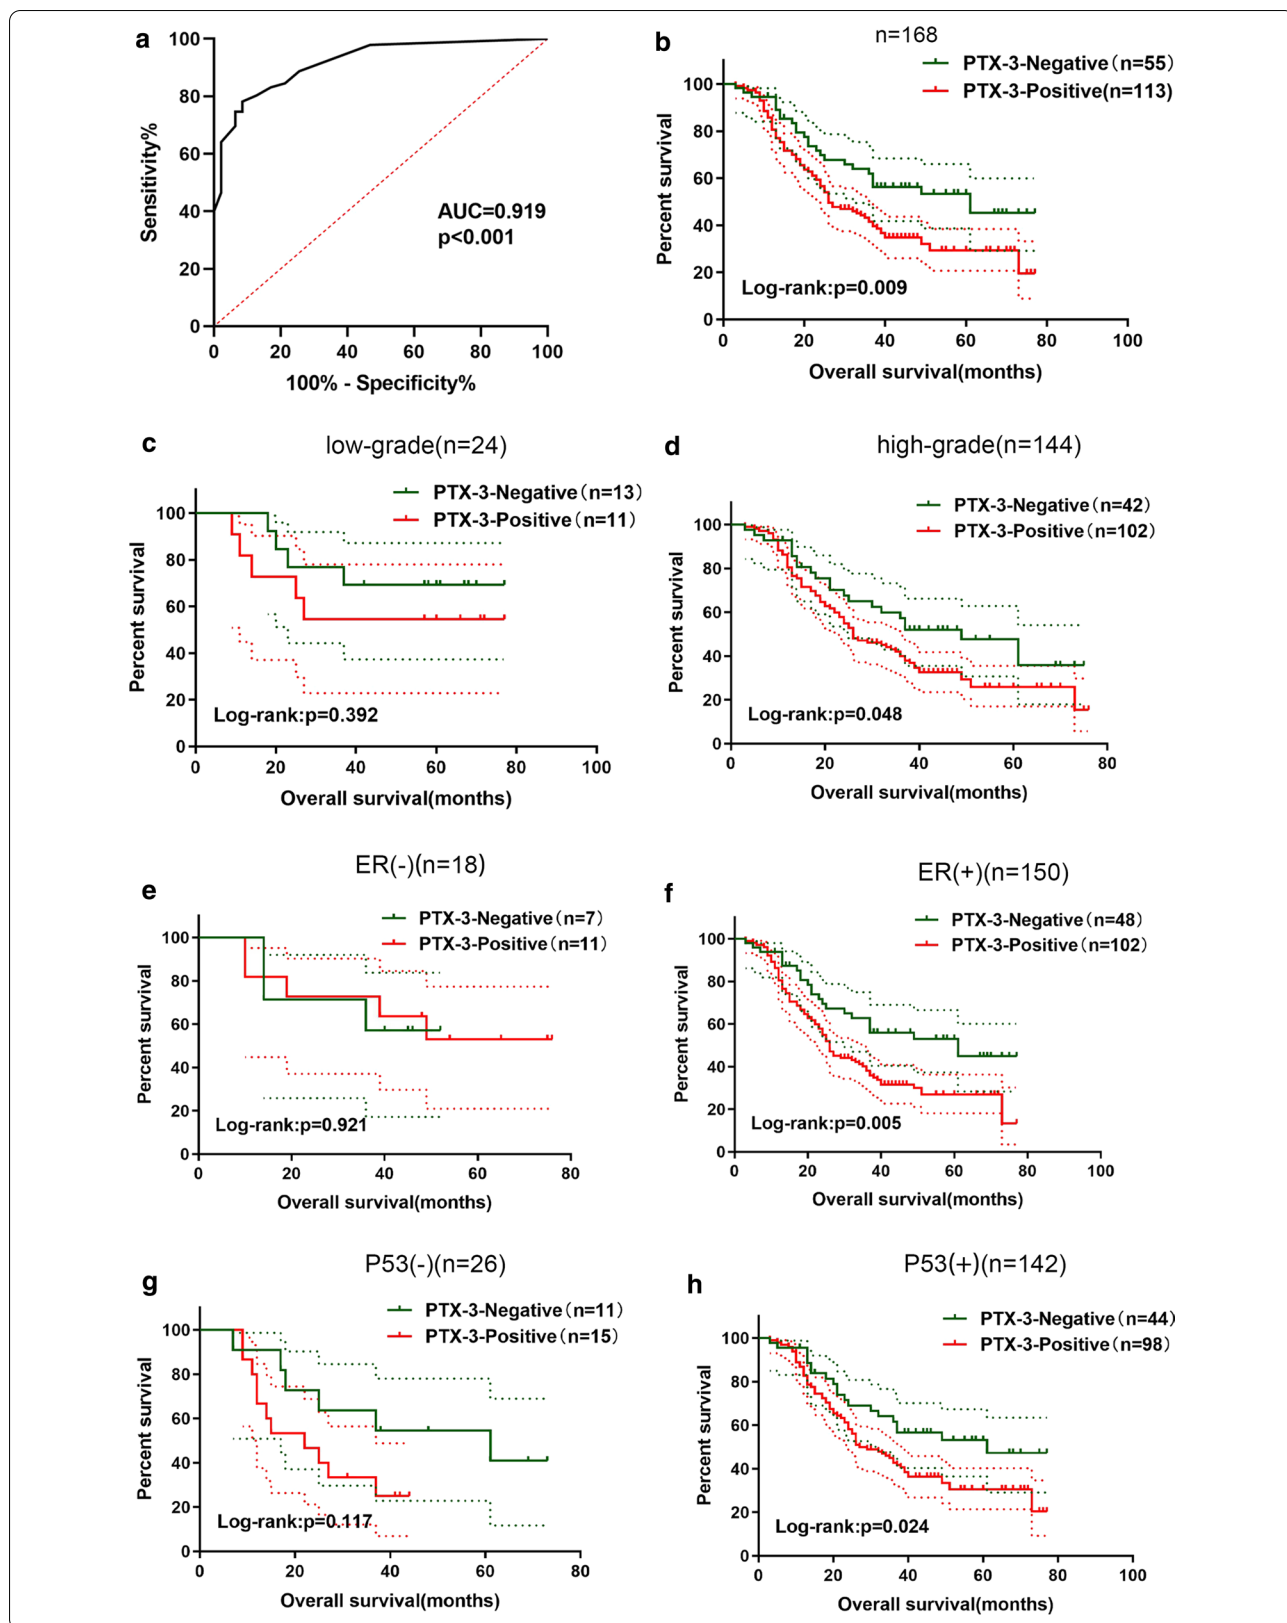 a
100
80
60
40
20
0
Sensitivity%
AUC=0.919
p<0.001
0 20 40 60 80 100
100% - Specificity%
b
n=168
PTX-3-Negative(n=55)
PTX-3-Positive(n=113)
100
80
60
40
20
0
Percent survival
Log-rank:p=0.009
0 20 40 60 80 100
Overall survival(months)
c
low-grade(n=24)
PTX-3-Negative(n=13)
PTX-3-Positive(n=11)
100
80
60
40
20
0
Percent survival
Log-rank:p=0.392
0 20 40 60 80 100
Overall survival(months)
d
high-grade(n=144)
PTX-3-Negative(n=42)
PTX-3-Positive(n=102)
100
80
60
40
20
0
Percent survival
Log-rank:p=0.048
0 20 40 60 80
Overall survival(months)
e
ER(-)(n=18)
PTX-3-Negative(n=7)
PTX-3-Positive(n=11)
100
80
60
40
20
0
Percent survival
Log-rank:p=0.921
0 20 40 60 80
Overall survival(months)
f
ER(+)(n=150)
PTX-3-Negative(n=48)
PTX-3-Positive(n=102)
100
80
60
40
20
0
Percent survival
Log-rank:p=0.005
0 20 40 60 80 100
Overall survival(months)
g
P53(-)(n=26)
PTX-3-Negative(n=11)
PTX-3-Positive(n=15)
100
80
60
40
20
0
Percent survival
Log-rank:p=0.117
0 20 40 60 80
Overall survival(months)
h
P53(+)(n=142)
PTX-3-Negative(n=44)
PTX-3-Positive(n=98)
100
80
60
40
20
0
Percent survival
Log-rank:p=0.024
0 20 40 60 80 100
Overall survival(months)